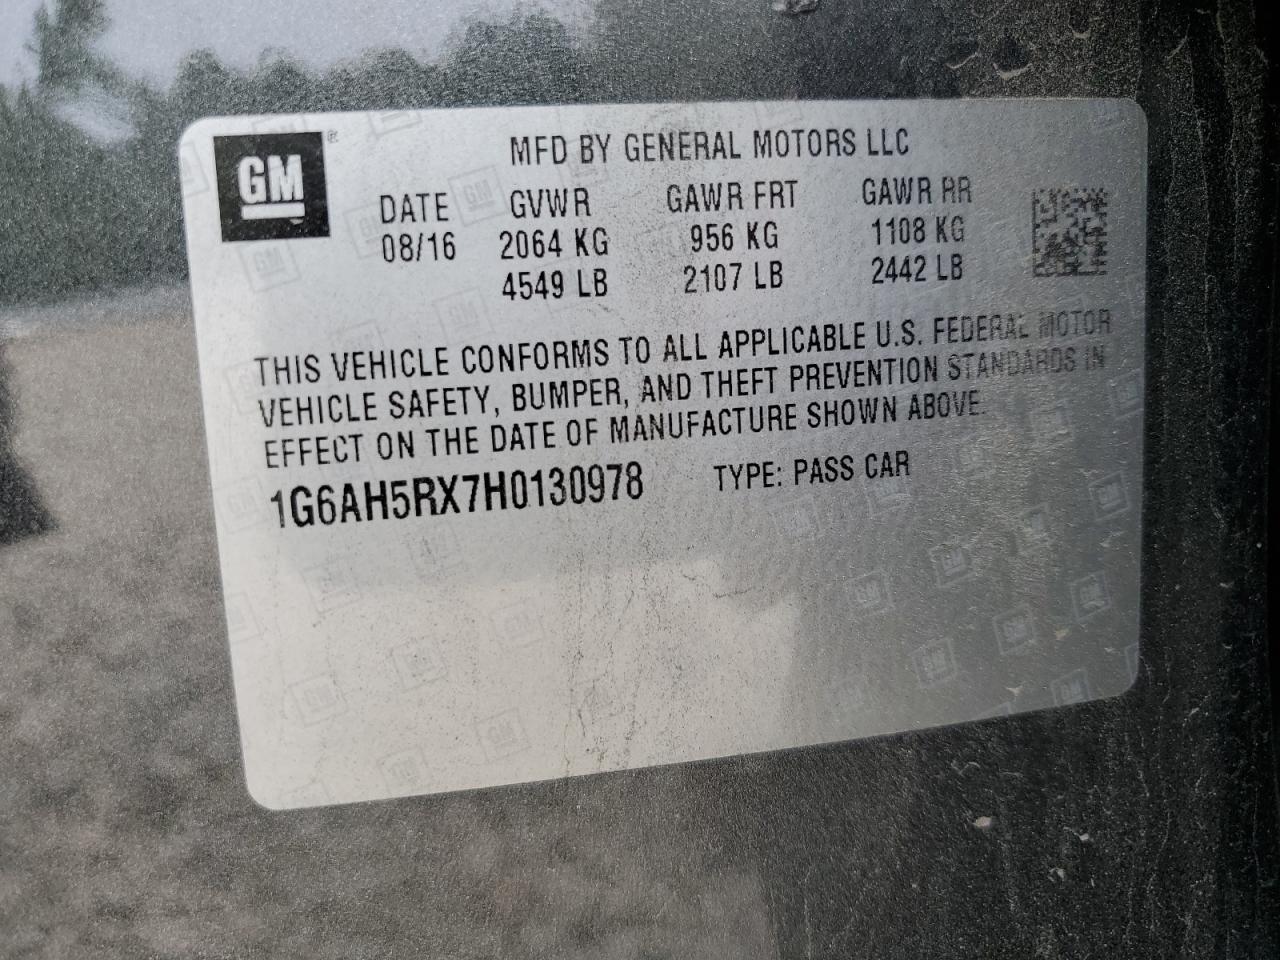 GM®
MFD BY GENERAL MOTORS LLC
DATE GVWR GAWR FRT GAWR RR
08/16 2064 KG 956 KG 1108 KG
4549 LB 2107 LB 2442 LB
THIS VEHICLE CONFORMS TO ALL APPLICABLE U.S. FEDERAL MOTOR
VEHICLE SAFETY, BUMPER, AND THEFT PREVENTION STANDARDS IN
EFFECT ON THE DATE OF MANUFACTURE SHOWN ABOVE.
1G6AH5RX7H0130978 TYPE: PASS CAR